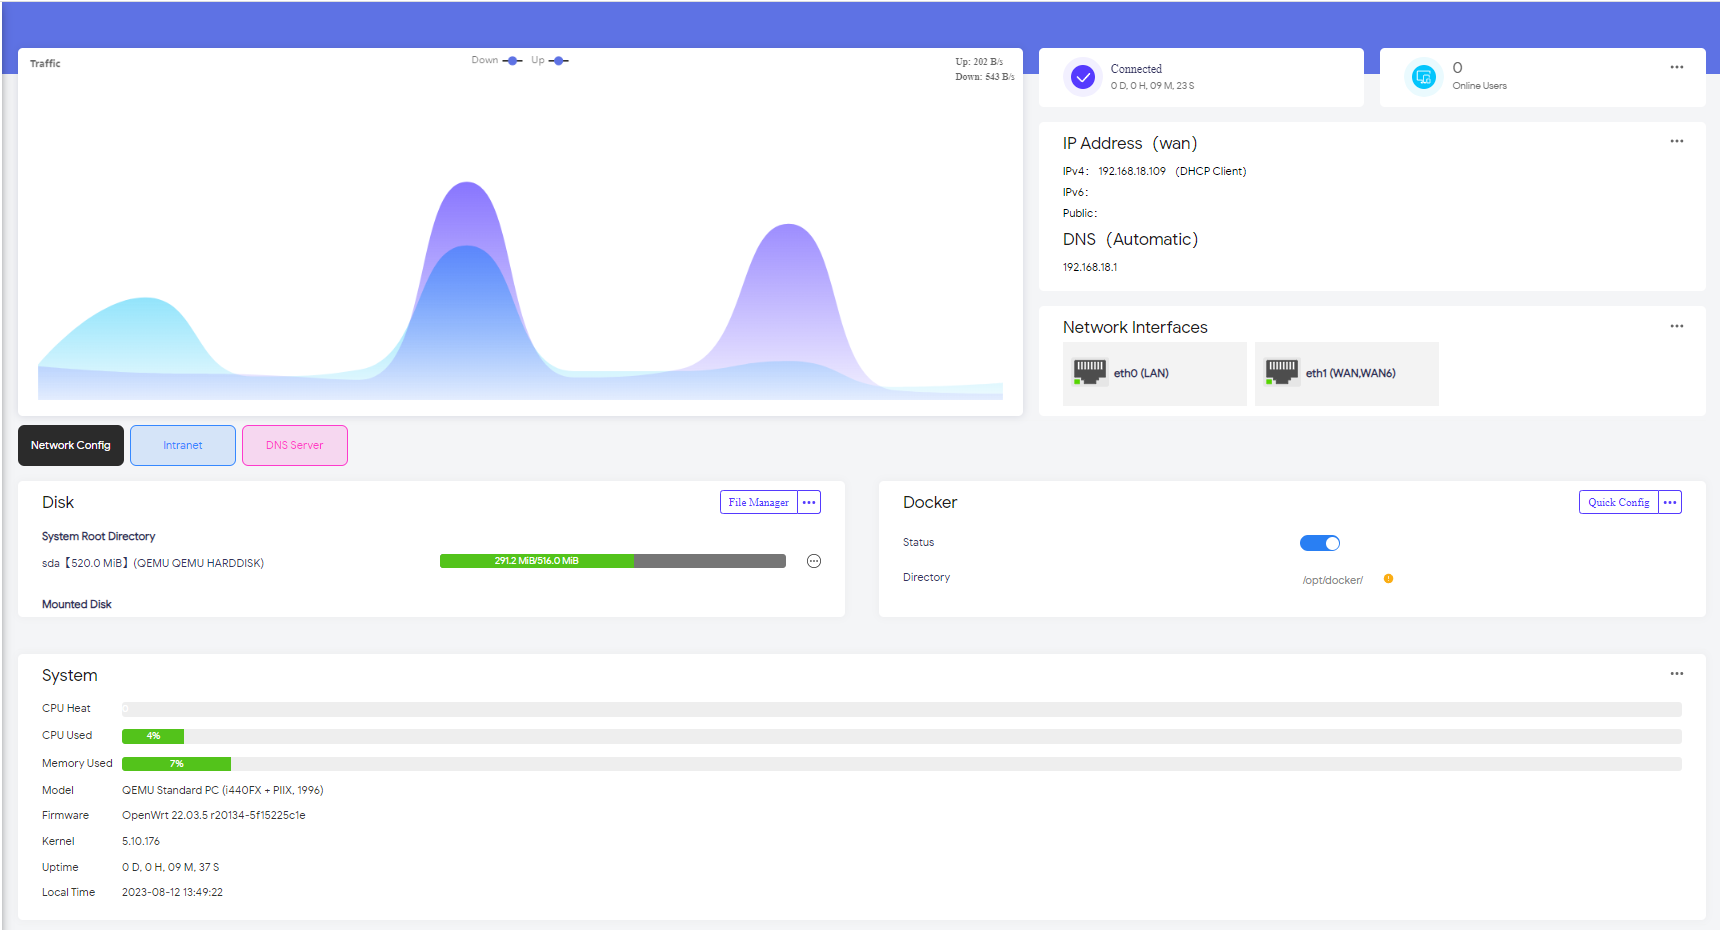 Traffic
Down Up
Up: 202 B/s
Down: 543 B/s
Connected
0 D, 0 H, 09 M, 23 S
0
Online Users
IP Address（wan）
IPv4： 192.168.18.109 （DHCP Client）
IPv6：
Public：
DNS（Automatic）
192.168.18.1
Network Interfaces
eth0 (LAN)
eth1 (WAN,WAN6)
Network Config
Intranet
DNS Server
Disk
File Manager
System Root Directory
sda【520.0 MiB】(QEMU QEMU HARDDISK)
291.2 MiB/516.0 MiB
Mounted Disk
Docker
Quick Config
Status
Directory
/opt/docker/
System
CPU Heat 0
CPU Used 4%
Memory Used 7%
Model QEMU Standard PC (i440FX + PIIX, 1996)
Firmware OpenWrt 22.03.5 r20134-5f15225c1e
Kernel 5.10.176
Uptime 0 D, 0 H, 09 M, 37 S
Local Time 2023-08-12 13:49:22